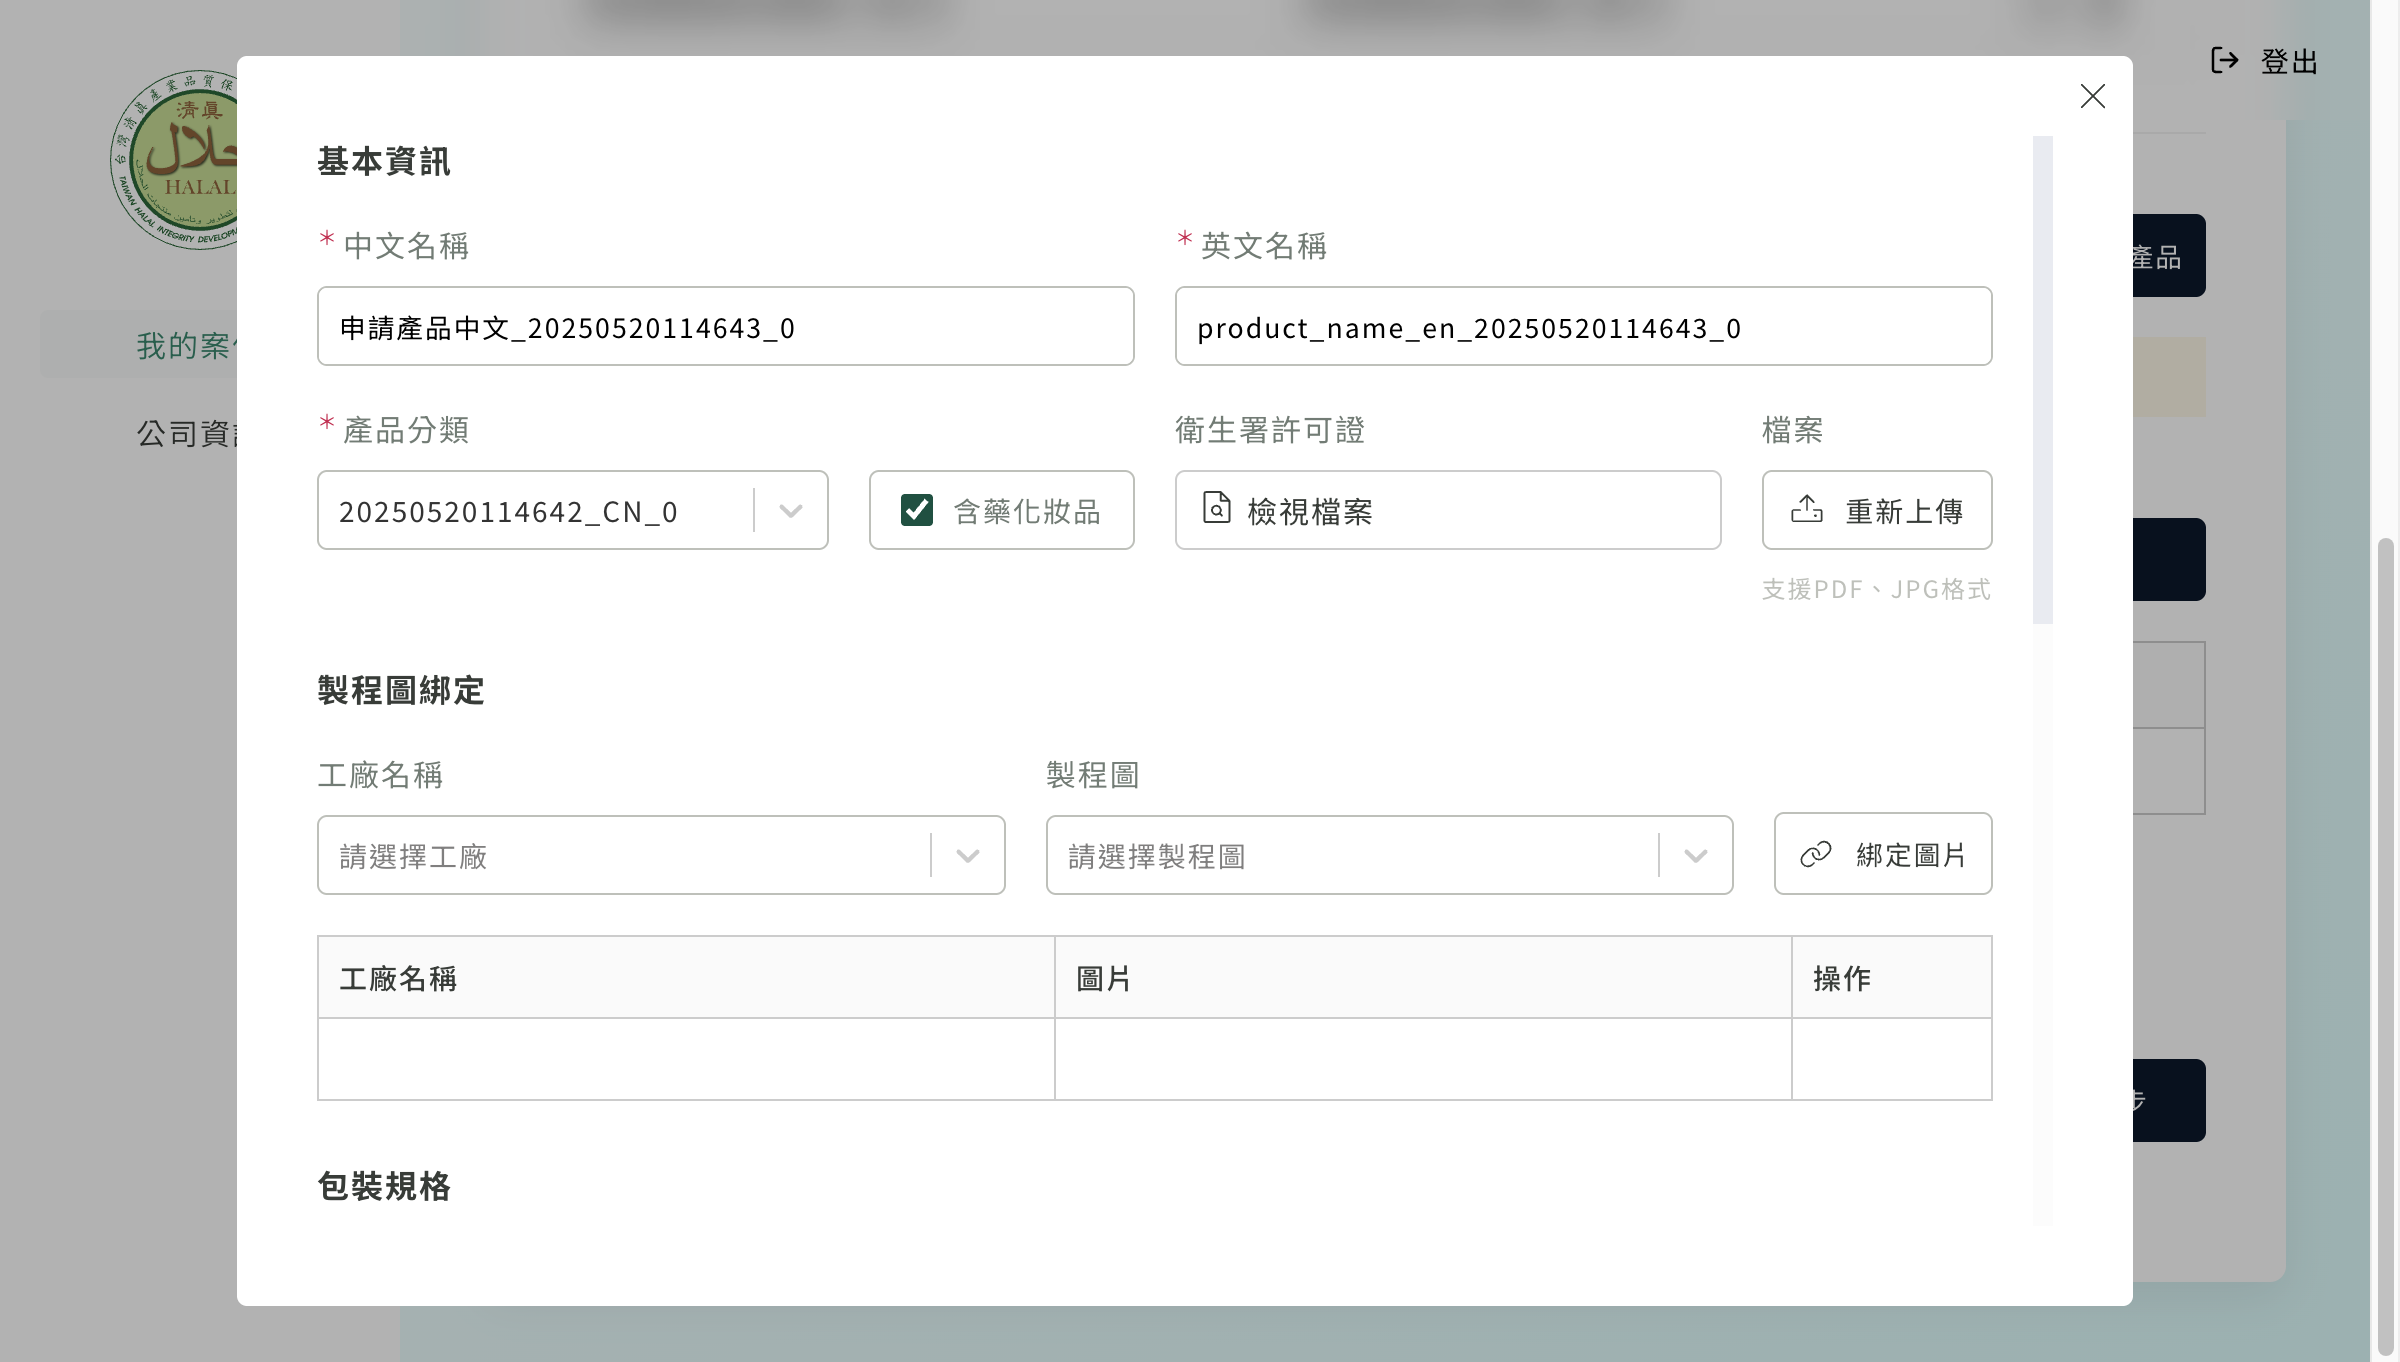 登出
清真
HALAL
我的案
公司資
產品
步
基本資訊
* 中文名稱
* 英文名稱
申請產品中文_20250520114643_0
product_name_en_20250520114643_0
* 產品分類
衛生署許可證
檔案
20250520114642_CN_0
含藥化妝品
檢視檔案
重新上傳
支援PDF、JPG格式
製程圖綁定
工廠名稱
製程圖
請選擇工廠
請選擇製程圖
綁定圖片
工廠名稱
圖片
操作
包裝規格